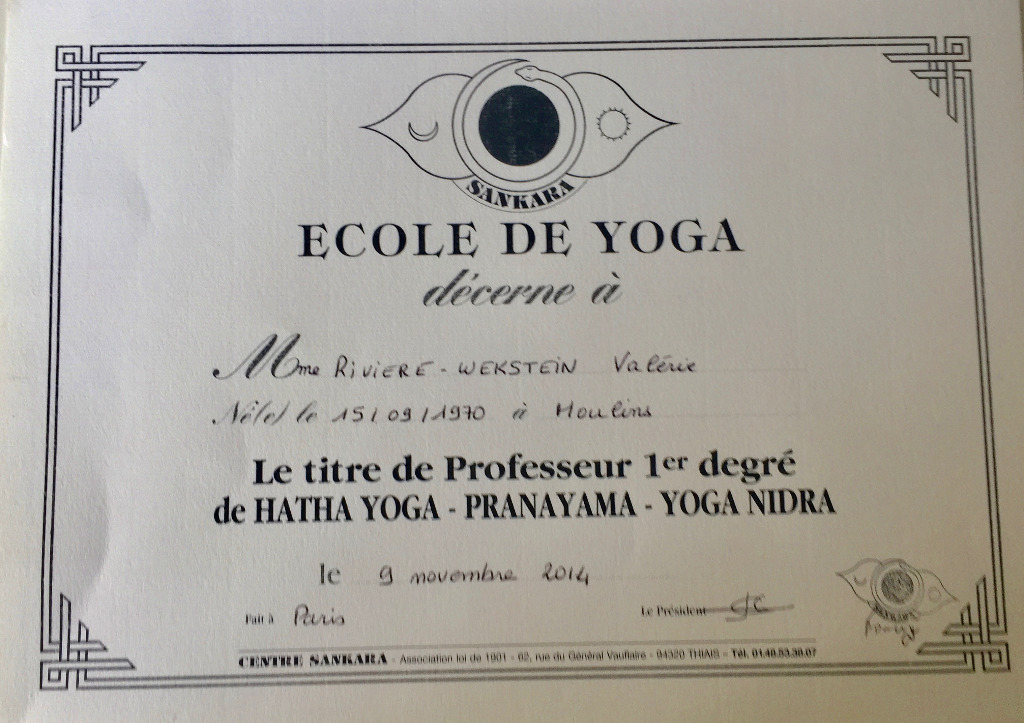 SANKARA
ECOLE DE YOGA
décerne à
Mme RiVIERE - WEKSTEIN Valérie
Né(e) le 15/09/1970 à Moulins
Le titre de Professeur 1er degré
de HATHA YOGA - PRANAYAMA - YOGA NIDRA
le 9 novembre 2014
Fait à Paris
Le Président
SANKARA
CENTRE SANKARA - Association loi de 1901 - 62, rue du Général Vauflaire - 94320 THIAIS - Tél. 01.48.53.38.07